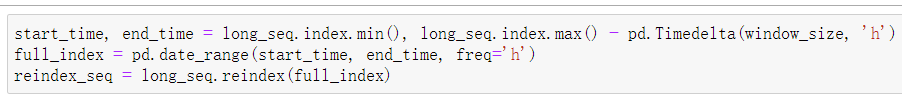 start_time, end_time = long_seq.index.min(), long_seq.index.max() - pd.Timedelta(window_size, 'h')
full_index = pd.date_range(start_time, end_time, freq='h')
reindex_seq = long_seq.reindex(full_index)